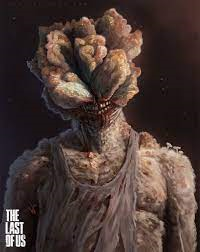 THE
LAST
OF US